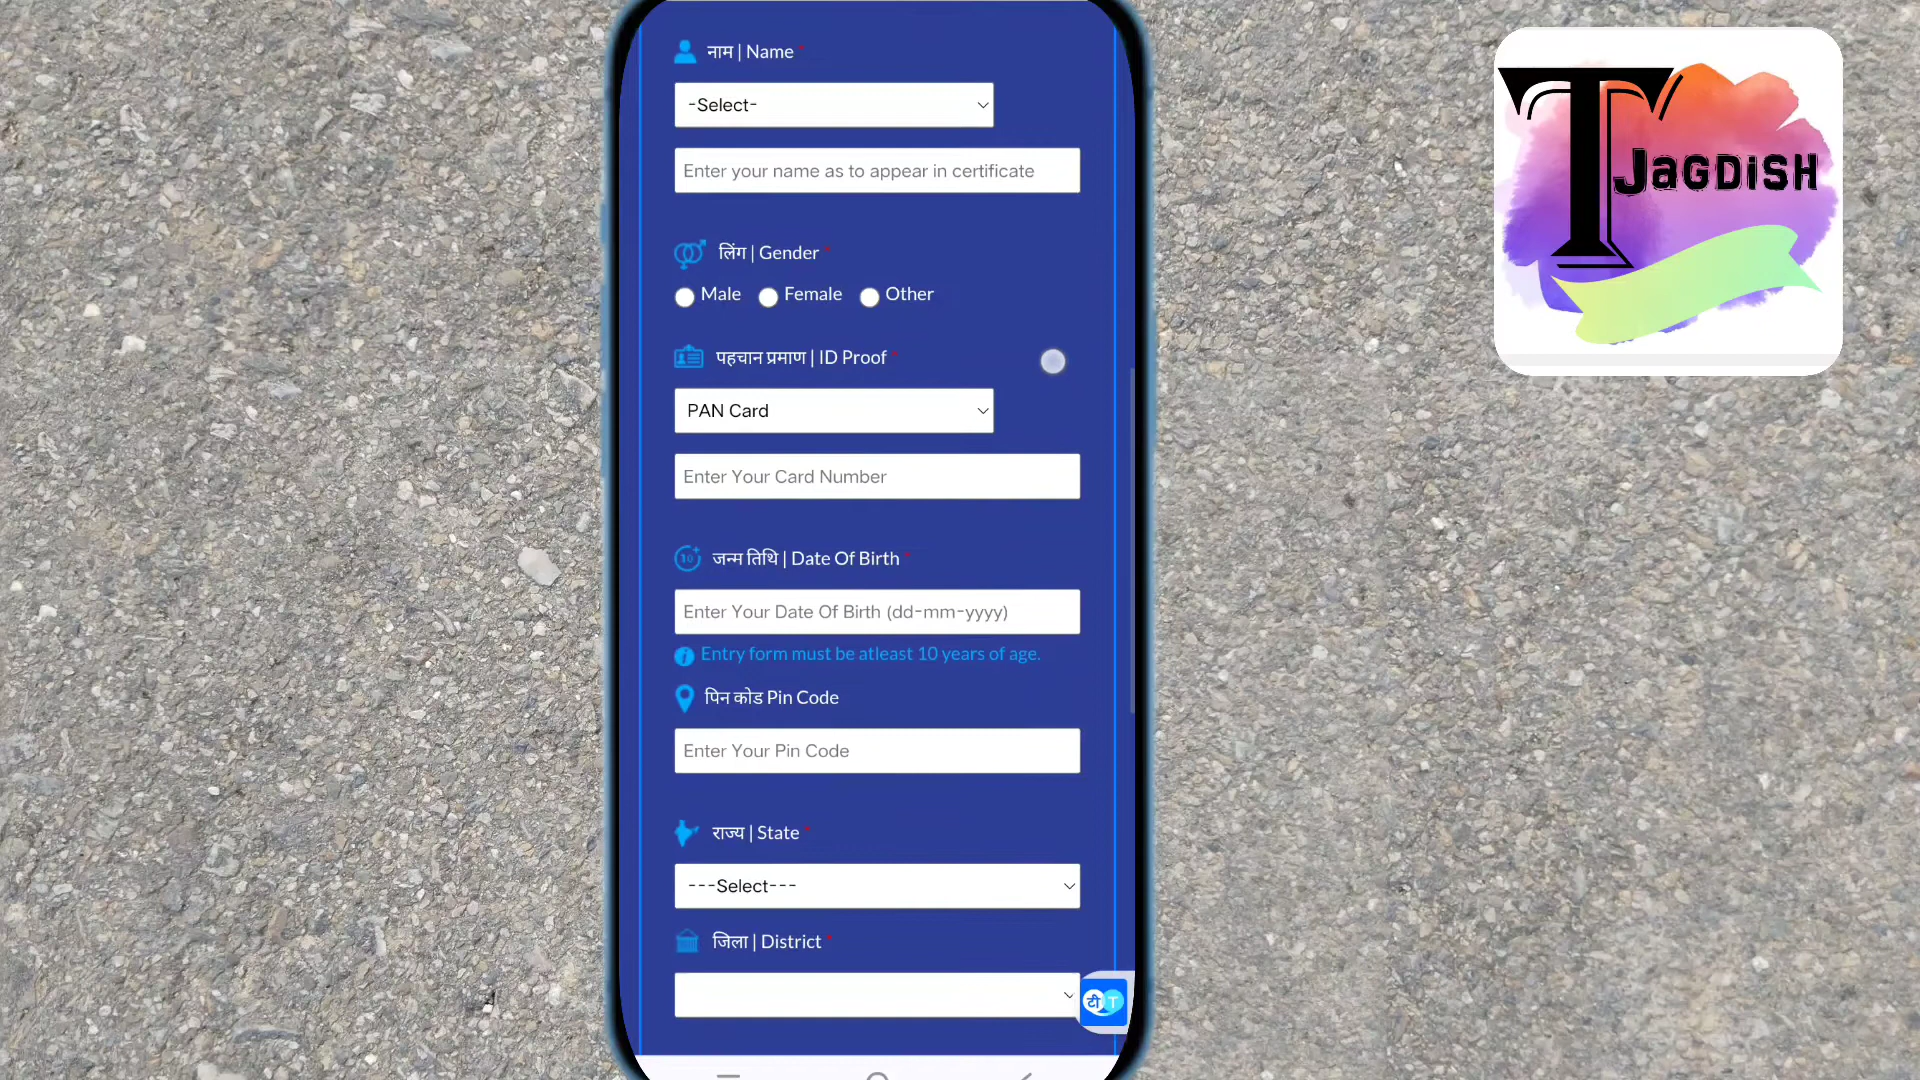 नाम | Name *
-Select-
Enter your name as to appear in certificate
लिंग | Gender *
Male Female Other
पहचान प्रमाण | ID Proof *
PAN Card
Enter Your Card Number
10+ जन्म तिथि | Date Of Birth *
Enter Your Date Of Birth (dd-mm-yyyy)
i Entry form must be atleast 10 years of age.
पिन कोड Pin Code
Enter Your Pin Code
राज्य | State *
---Select---
जिला | District *
टी T
T JAGDISH